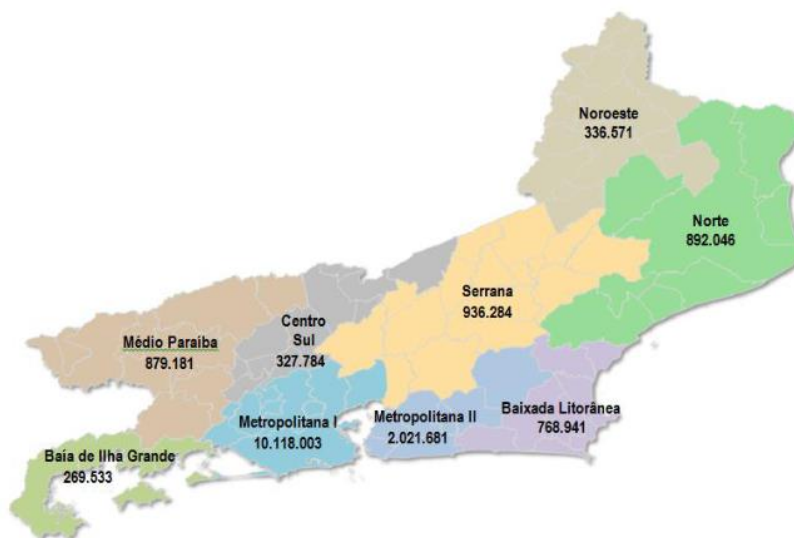 Noroeste
336.571
Norte
892.046
Serrana
936.284
Centro
Sul
327.784
Médio Paraiba
879.181
Metropolitana I
10.118.003
Metropolitana II
2.021.681
Baixada Litorânea
768.941
Baía de Ilha Grande
269.533